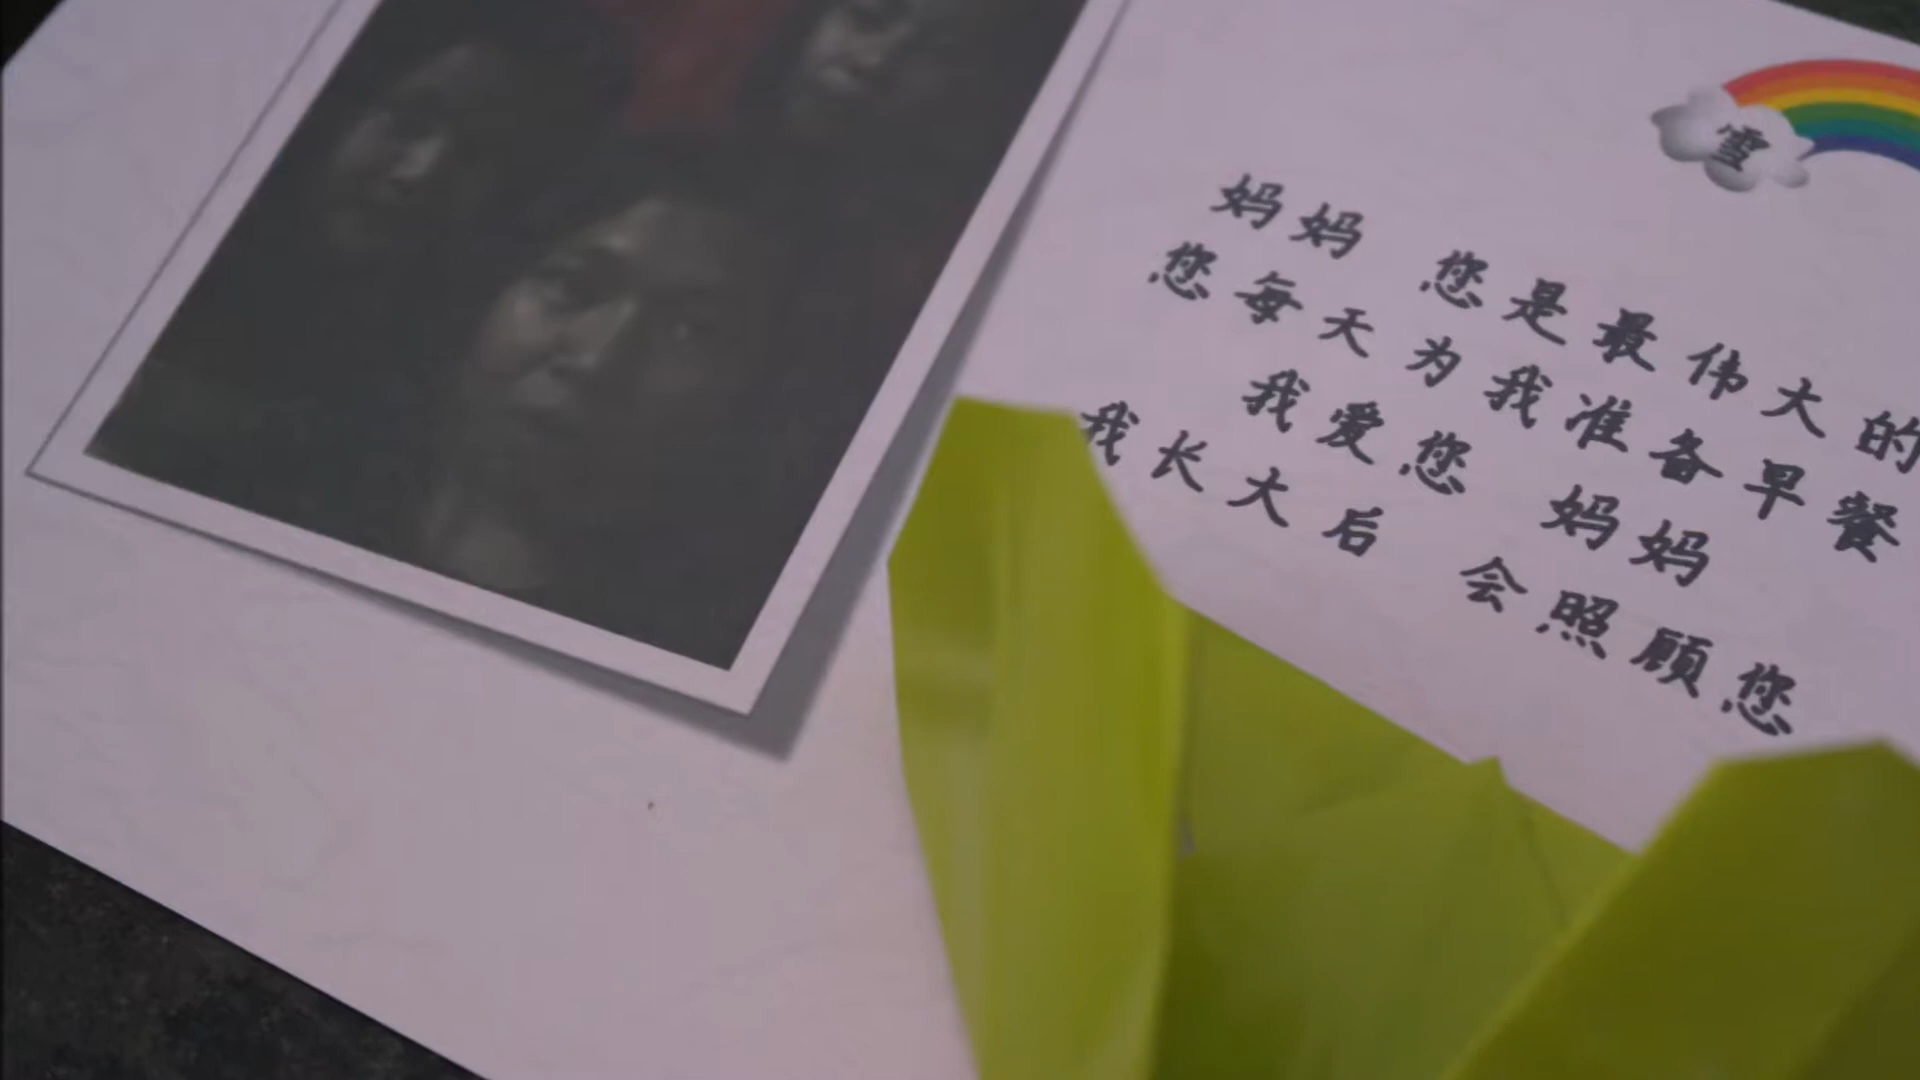 雪
妈妈 您是最伟大的
您每天为我准备早餐
我爱您 妈妈
我长大后 会照顾您